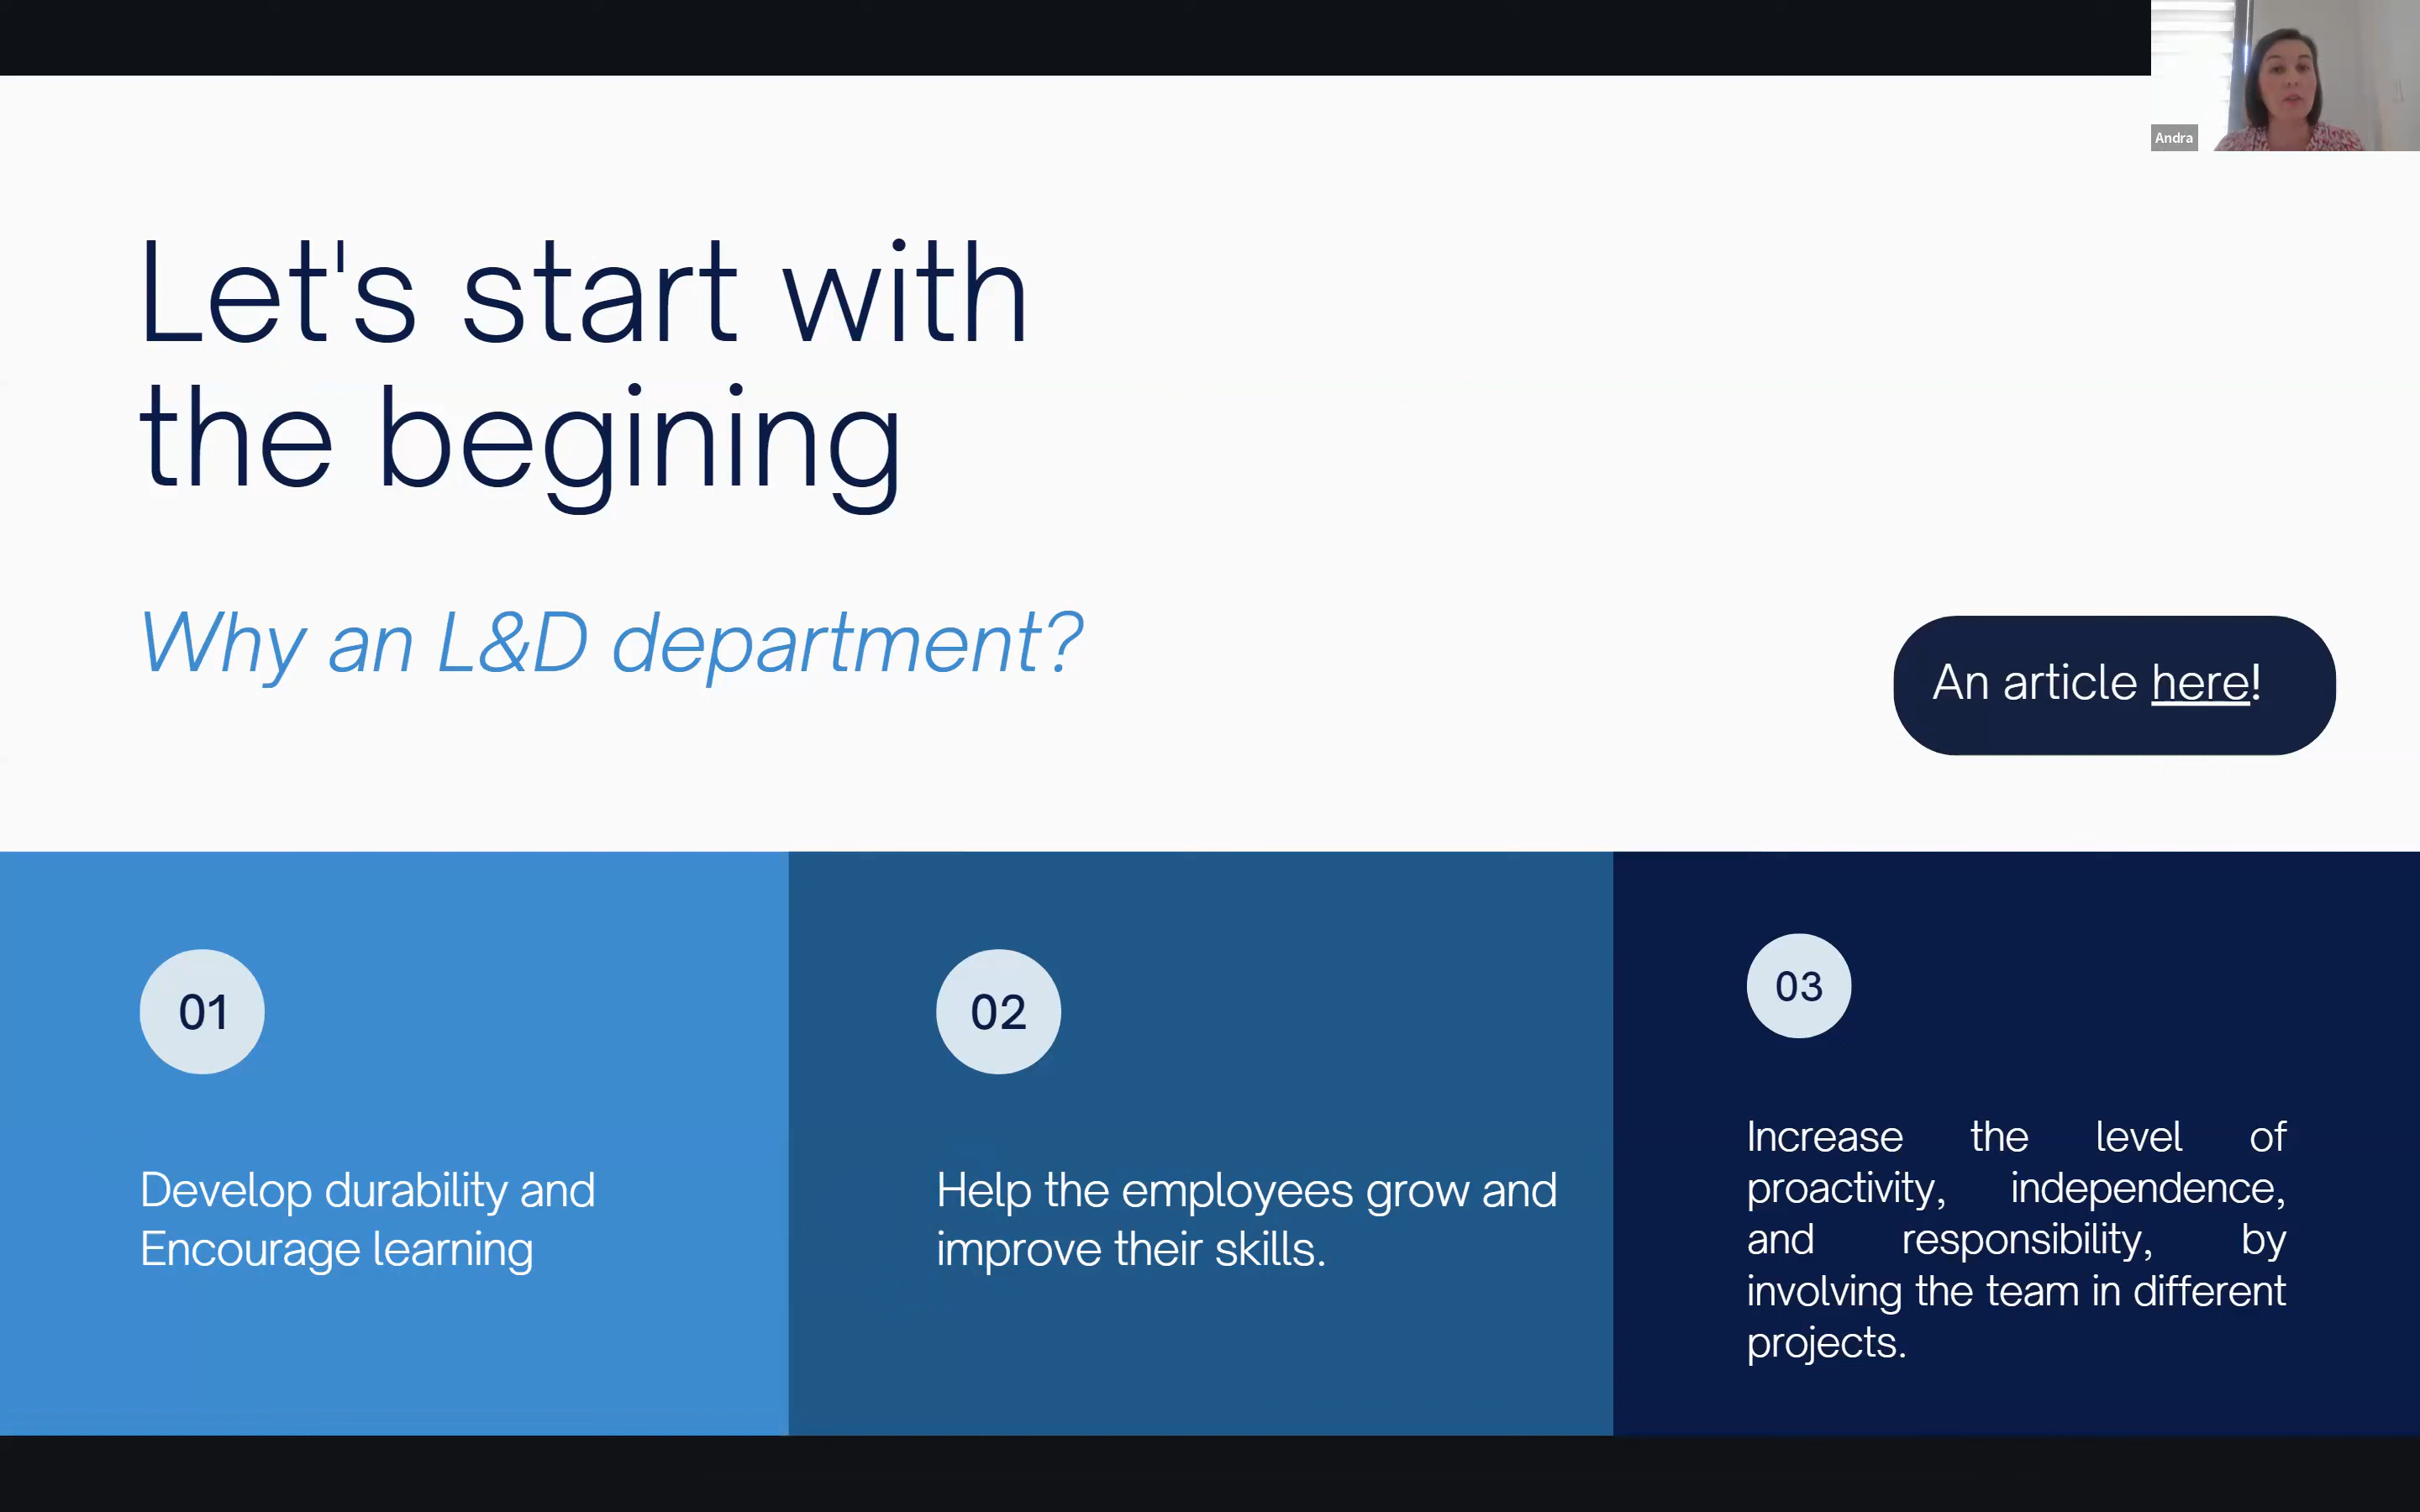 Andra
Let's start with
the begining
Why an L&D department?
An article here!
01
Develop durability and
Encourage learning
02
Help the employees grow and
improve their skills.
03
Increase the level of
proactivity, independence,
and responsibility, by
involving the team in different
projects.